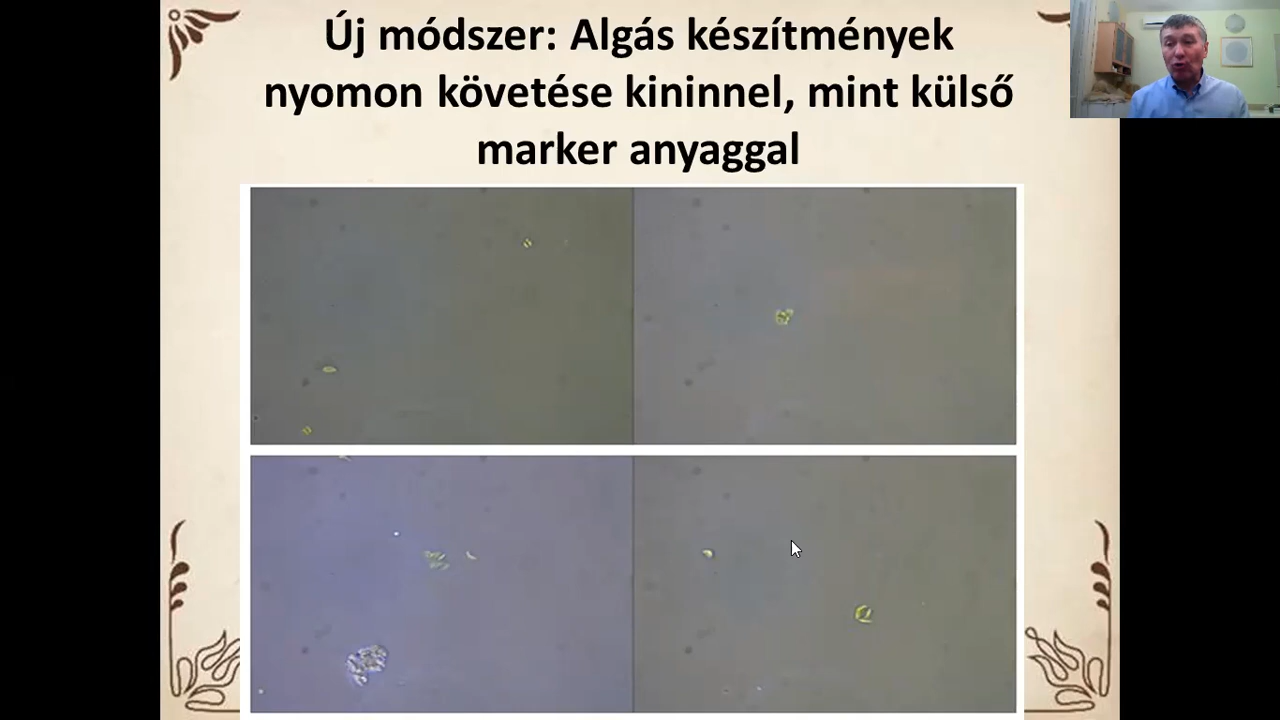 Új módszer: Algás készítmények
nyomon követése kininnel, mint külső
marker anyaggal